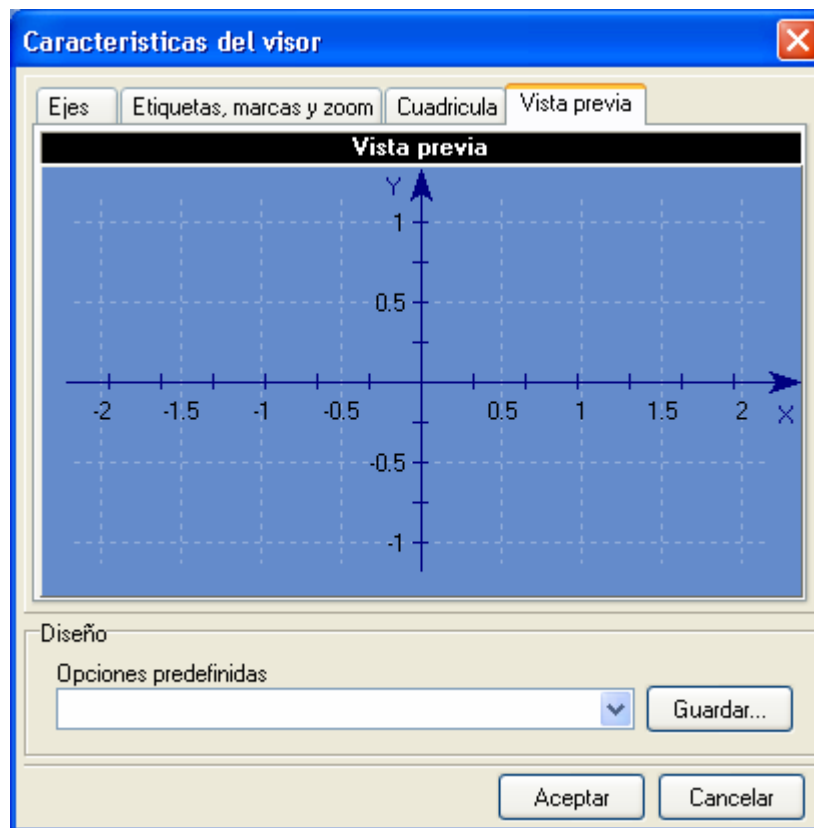 Caracteristicas del visor
Ejes Etiquetas, marcas y zoom Cuadricula Vista previa
Vista previa
Y
1
0.5
-2 -1.5 -1 -0.5 0.5 1 1.5 2 X
-0.5
-1
Diseño
Opciones predefinidas
Guardar...
Aceptar Cancelar